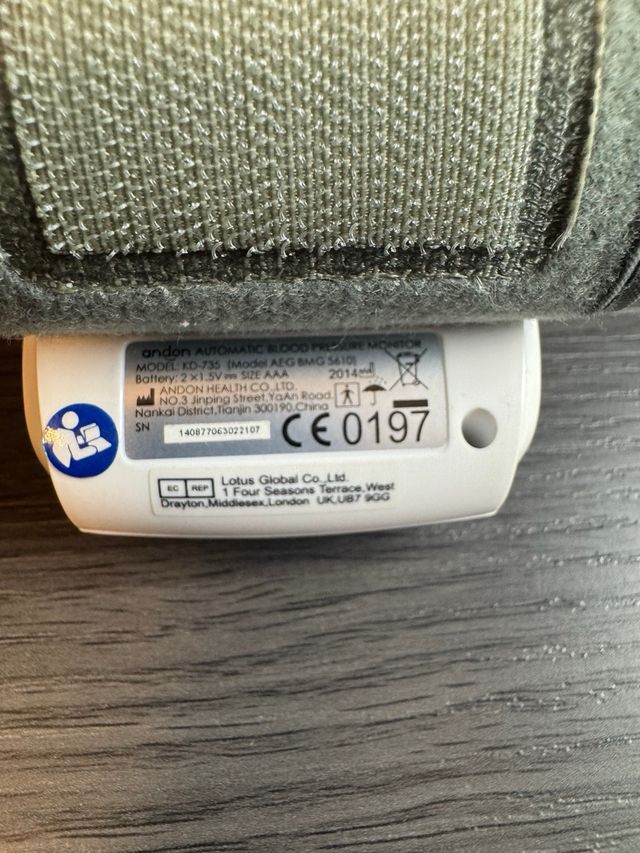 andon AUTOMATIC BLOOD PRESSURE MONITOR
MODEL: KD-735 (Model AEG BMG 5610)
Battery: 2×1.5V⎓ SIZE AAA 2014
ANDON HEALTH CO.,LTD.
NO.3 Jinping Street,YaAn Road,
Nankai District,Tianjin 300190,China
SN 140877063022107 CE 0197
EC REP Lotus Global Co.,Ltd.
1 Four Seasons Terrace,West
Drayton,Middlesex,London UK,UB7 9GG